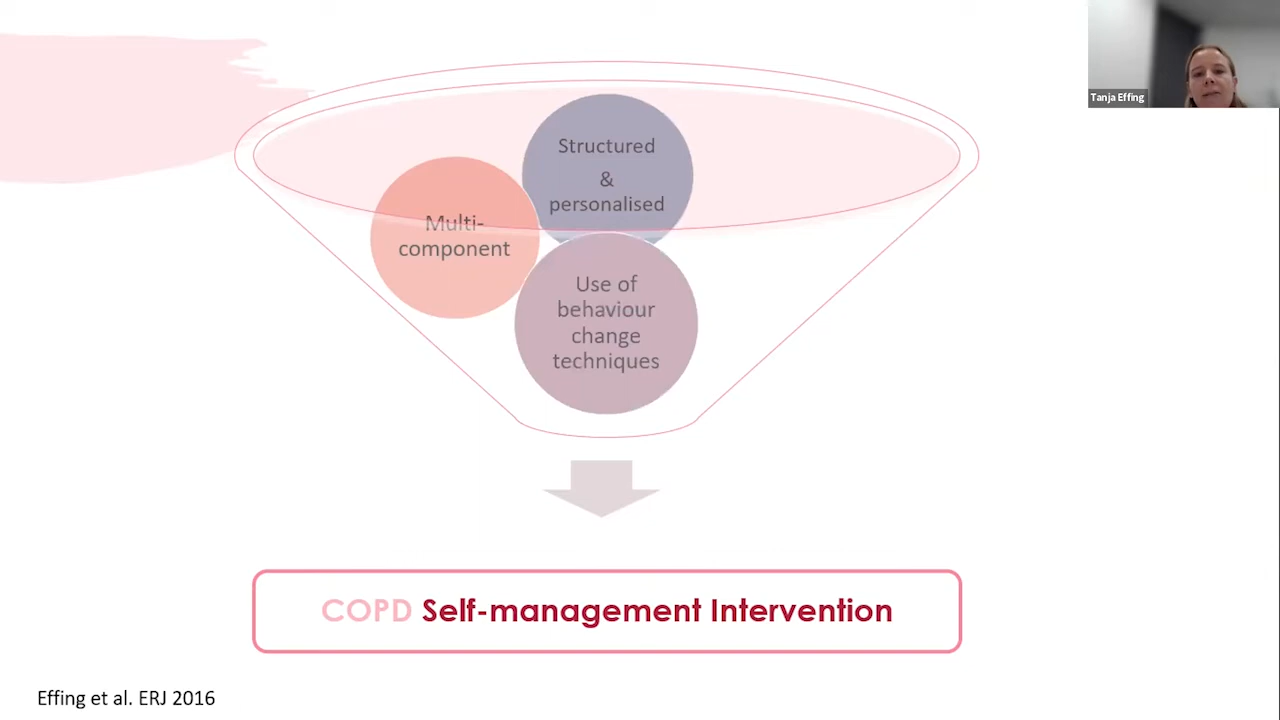 Tanja Effing
Structured
&
personalised
Multi-
component
Use of
behaviour
change
techniques
COPD Self-management Intervention
Effing et al. ERJ 2016